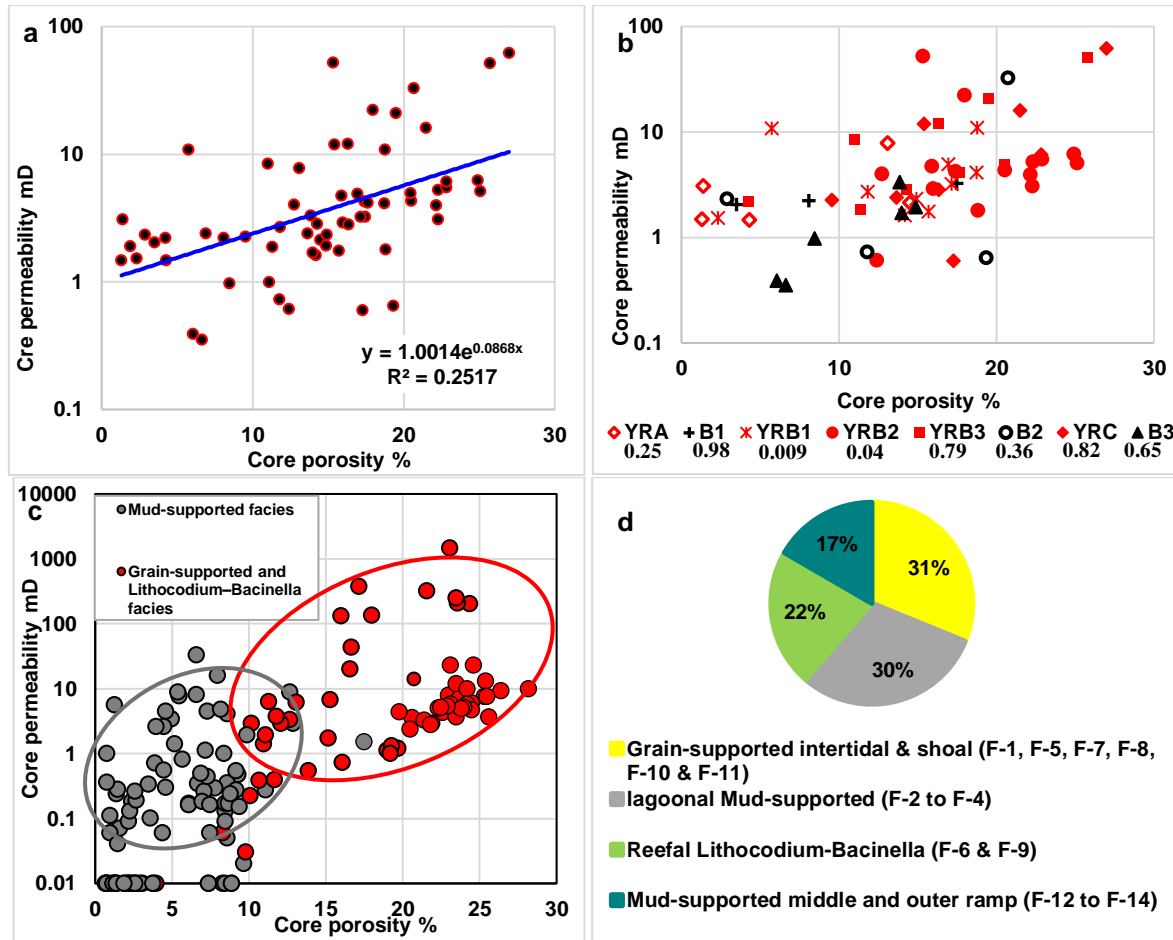 a
100
10
1
0.1
Cre permeability mD
0 10 20 30
Core porosity %
y = 1.0014e^0.0868x
R² = 0.2517
b
100
10
1
0.1
Core permeability mD
0 10 20 30
Core porosity %
YRA B1 YRB1 YRB2 YRB3 B2 YRC B3
0.25 0.98 0.009 0.04 0.79 0.36 0.82 0.65
c
10000
1000
100
10
1
0.1
0.01
Core permeability mD
Mud-supported facies
Grain-supported and
Lithocodium–Bacinella
facies
0 5 10 15 20 25 30
Core porosity %
d
17%
31%
22%
30%
Grain-supported intertidal & shoal (F-1, F-5, F-7, F-8,
F-10 & F-11)
lagoonal Mud-supported (F-2 to F-4)
Reefal Lithocodium-Bacinella (F-6 & F-9)
Mud-supported middle and outer ramp (F-12 to F-14)